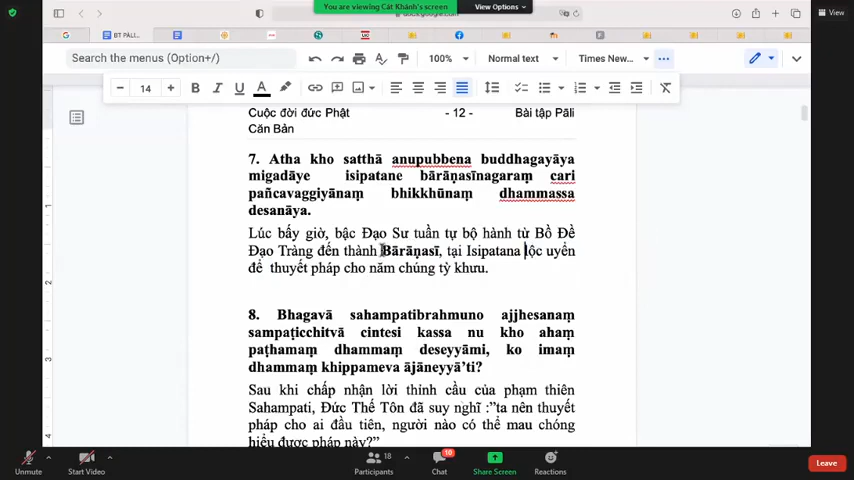 You are viewing Cát Khánh's screen
View Options
View
BT PĀLI
Search the menus (Option+/)
100%
Normal text
Times New...
14
Cuộc đời đức Phật - 12 - Bài tập Pāli
Căn Bản
7. Atha kho satthā anupubbena buddhagayāya
migadāye isipatane bārāṇasīnagaraṃ cari
pañcavaggiyānaṃ bhikkhūnaṃ dhammassa
desanāya.
Lúc bấy giờ, bậc Đạo Sư tuần tự bộ hành từ Bồ Đề
Đạo Tràng đến thành Bārāṇasī, tại Isipatana lộc uyển
để thuyết pháp cho năm chúng tỳ khưu.
8. Bhagavā sahampatibrahmuno ajjhesanaṃ
sampaṭicchitvā cintesi kassa nu kho ahaṃ
paṭhamaṃ dhammaṃ deseyyāmi, ko imaṃ
dhammaṃ khippameva ājāneyyā'ti?
Sau khi chấp nhận lời thỉnh cầu của phạm thiên
Sahampati, Đức Thế Tôn đã suy nghĩ :"ta nên thuyết
pháp cho ai đầu tiên, người nào có thể mau chóng
hiểu được pháp này?"
1
2
3
4
Unmute
Start Video
18
Participants
10
Chat
Share Screen
Reactions
Leave